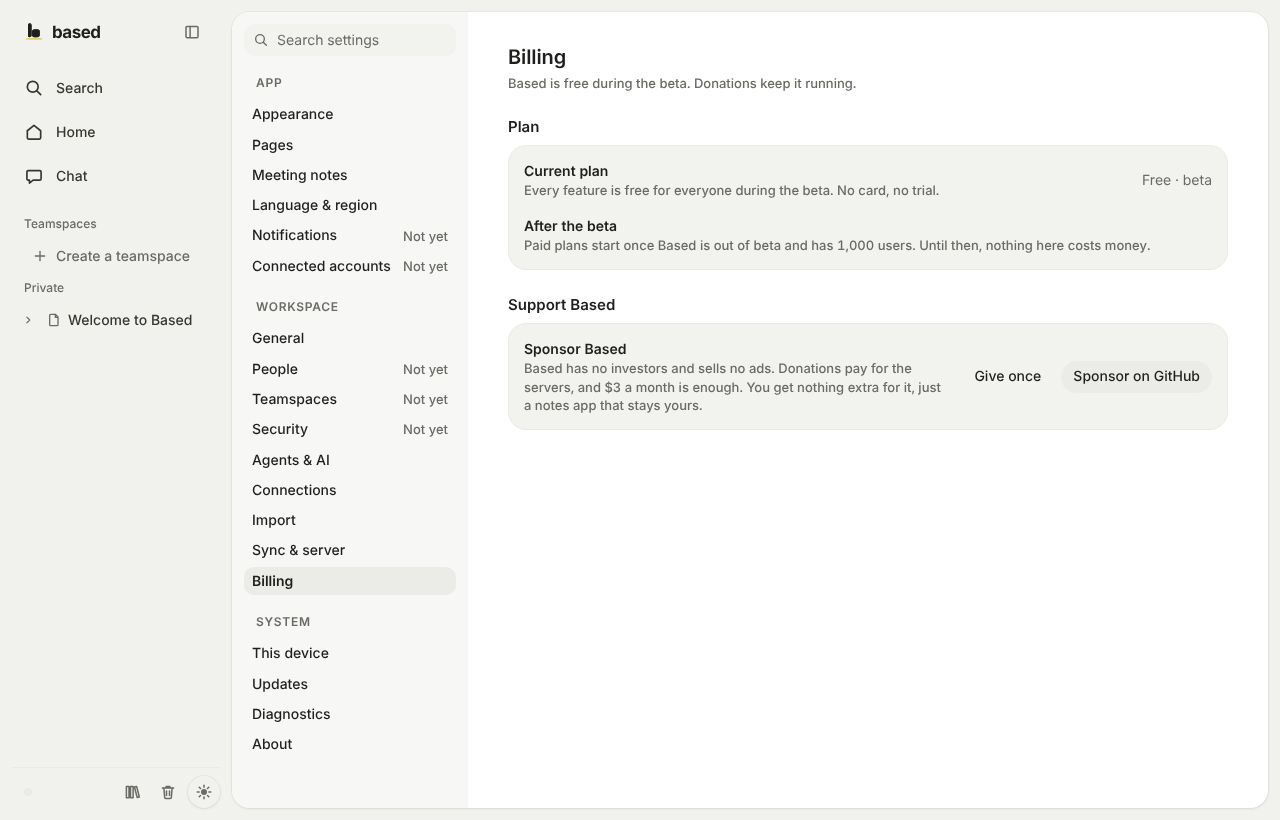 based
Search
Home
Chat
Teamspaces
Create a teamspace
Private
Welcome to Based
Search settings
APP
Appearance
Pages
Meeting notes
Language & region
Notifications Not yet
Connected accounts Not yet
WORKSPACE
General
People Not yet
Teamspaces Not yet
Security Not yet
Agents & AI
Connections
Import
Sync & server
Billing
SYSTEM
This device
Updates
Diagnostics
About
Billing
Based is free during the beta. Donations keep it running.
Plan
Current plan
Every feature is free for everyone during the beta. No card, no trial.
Free · beta
After the beta
Paid plans start once Based is out of beta and has 1,000 users. Until then, nothing here costs money.
Support Based
Sponsor Based
Based has no investors and sells no ads. Donations pay for the
servers, and $3 a month is enough. You get nothing extra for it, just
a notes app that stays yours.
Give once
Sponsor on GitHub